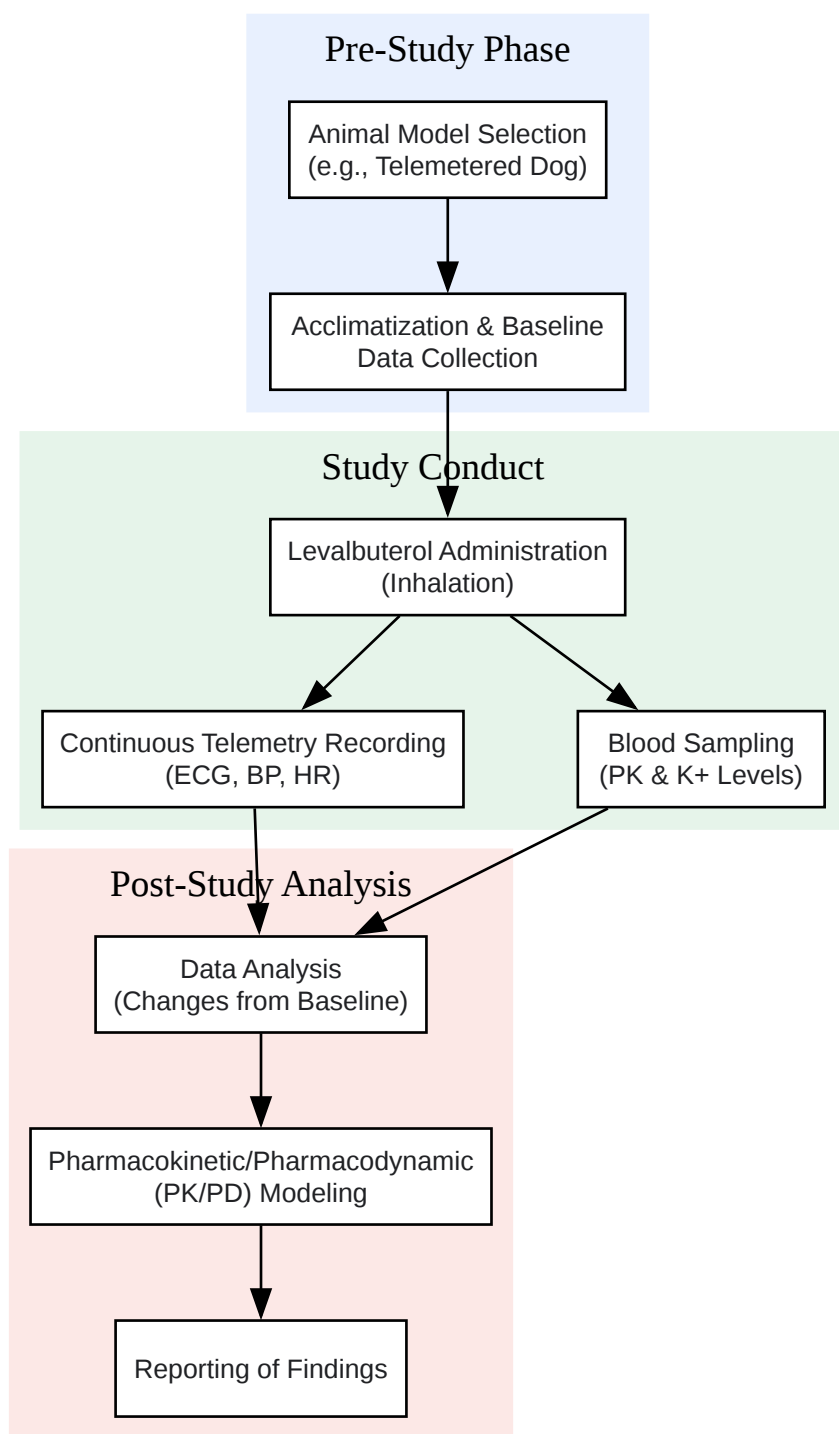 Pre-Study Phase
Animal Model Selection
(e.g., Telemetered Dog)
Acclimatization & Baseline
Data Collection
Study Conduct
Levalbuterol Administration
(Inhalation)
Continuous Telemetry Recording
(ECG, BP, HR)
Blood Sampling
(PK & K+ Levels)
Post-Study Analysis
Data Analysis
(Changes from Baseline)
Pharmacokinetic/Pharmacodynamic
(PK/PD) Modeling
Reporting of Findings